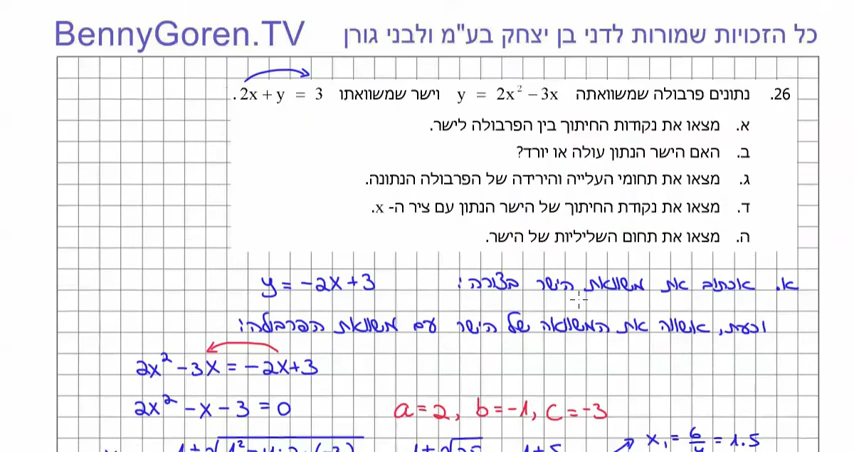 כל הזכויות שמורות לדני בן יצחק בע"מ ולבני גורן BennyGoren.TV
26. נתונים פרבולה שמשוואתה y = 2x² − 3x וישר שמשוואתו 2x + y = 3.
א. מצאו את נקודות החיתוך בין הפרבולה לישר.
ב. האם הישר הנתון עולה או יורד?
ג. מצאו את תחומי העלייה והירידה של הפרבולה הנתונה.
ד. מצאו את נקודת החיתוך של הישר הנתון עם ציר ה- x.
ה. מצאו את תחום השליליות של הישר.
א. אכתוב את משוואת הישר בצורה: y = -2x+3
וכעת, אשווה את המשוואה של הישר עם משוואת הפרבולה:
2x² - 3x = -2x+3
2x² - x - 3 = 0 a = 2, b = -1, c = -3
x₁ = 6/4 = 1.5